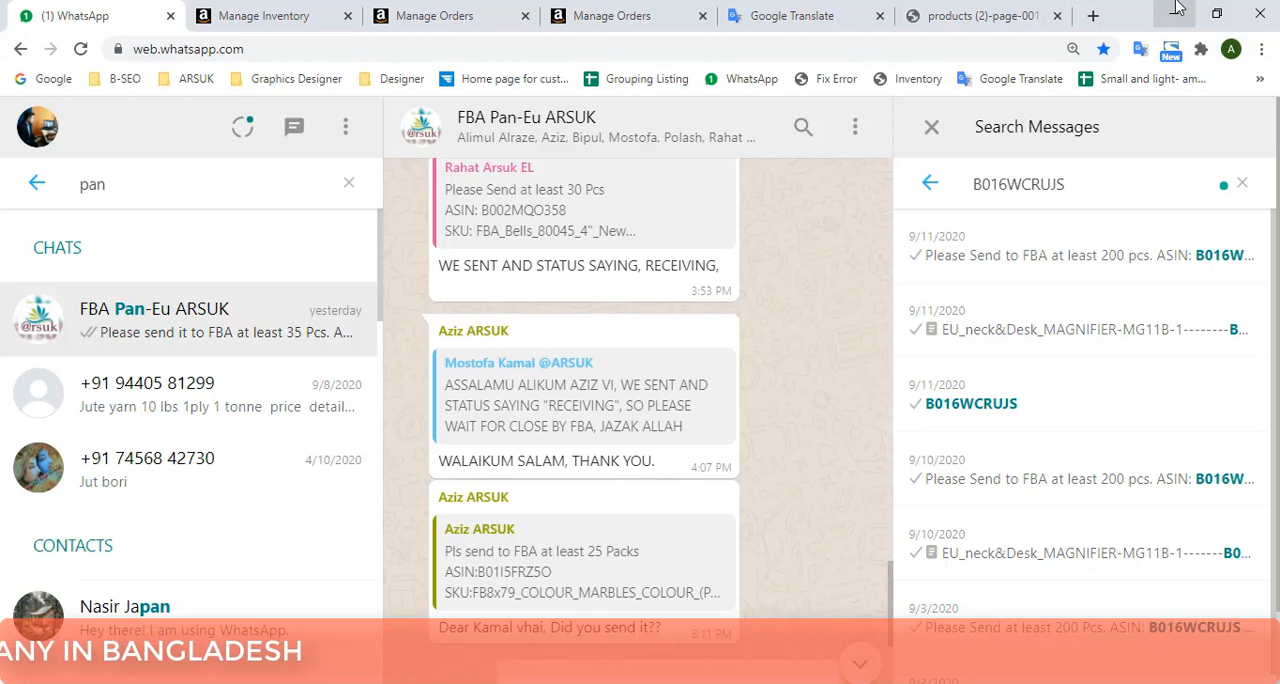 (1) WhatsApp
Manage Inventory
Manage Orders
Manage Orders
Google Translate
products (2)-page-001
web.whatsapp.com
A
New
Google
B-SEO
ARSUK
Graphics Designer
Designer
Home page for cust...
Grouping Listing
WhatsApp
Fix Error
Inventory
Google Translate
Small and light- am...
»
pan
CHATS
FBA Pan-Eu ARSUK
yesterday
Please send it to FBA at least 35 Pcs. A...
+91 94405 81299
9/8/2020
Jute yarn 10 lbs 1ply 1 tonne price detail...
+91 74568 42730
4/10/2020
Jut bori
CONTACTS
Nasir Japan
Hey there! I am using WhatsApp.
FBA Pan-Eu ARSUK
Alimul Alraze, Aziz, Bipul, Mostofa, Polash, Rahat ...
Rahat Arsuk EL
Please Send at least 30 Pcs
ASIN: B002MQO358
SKU: FBA_Bells_80045_4"_New...
WE SENT AND STATUS SAYING, RECEIVING,
3:53 PM
Aziz ARSUK
Mostofa Kamal @ARSUK
ASSALAMU ALIKUM AZIZ VI, WE SENT AND
STATUS SAYING "RECEIVING", SO PLEASE
WAIT FOR CLOSE BY FBA, JAZAK ALLAH
WALAIKUM SALAM, THANK YOU.
4:07 PM
Aziz ARSUK
Aziz ARSUK
Pls send to FBA at least 25 Packs
ASIN:B01I5FRZ5O
SKU:FB8x79_COLOUR_MARBLES_COLOUR_(P...
Dear Kamal vhai, Did you send it??
8:11 PM
Search Messages
B016WCRUJS
9/11/2020
Please Send to FBA at least 200 pcs. ASIN: B016W...
9/11/2020
EU_neck&Desk_MAGNIFIER-MG11B-1--------B...
9/11/2020
B016WCRUJS
9/10/2020
Please Send to FBA at least 200 pcs. ASIN: B016W...
9/10/2020
EU_neck&Desk_MAGNIFIER-MG11B-1-------B0...
9/3/2020
Please Send at least 200 Pcs. ASIN: B016WCRUJS ...
ANY IN BANGLADESH